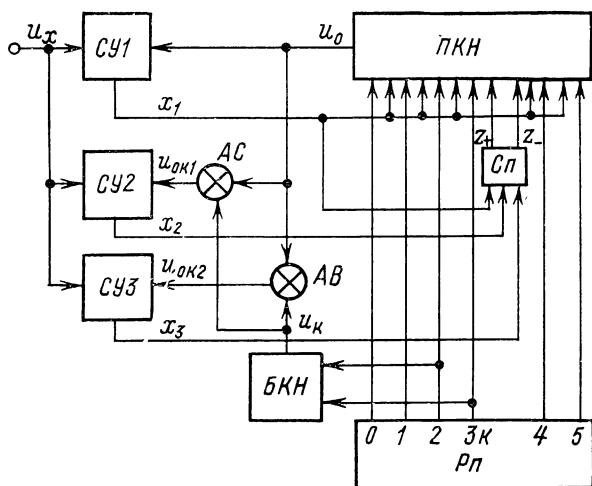 u_x
СУ1
u_o
ПКН
x_1
АС
Z_+
Z_-
u_ок1
СУ2
Сп
x_2
u_ок2
СУ3
АВ
x_3
u_к
БКН
0 1 2 3к 4 5
Рп